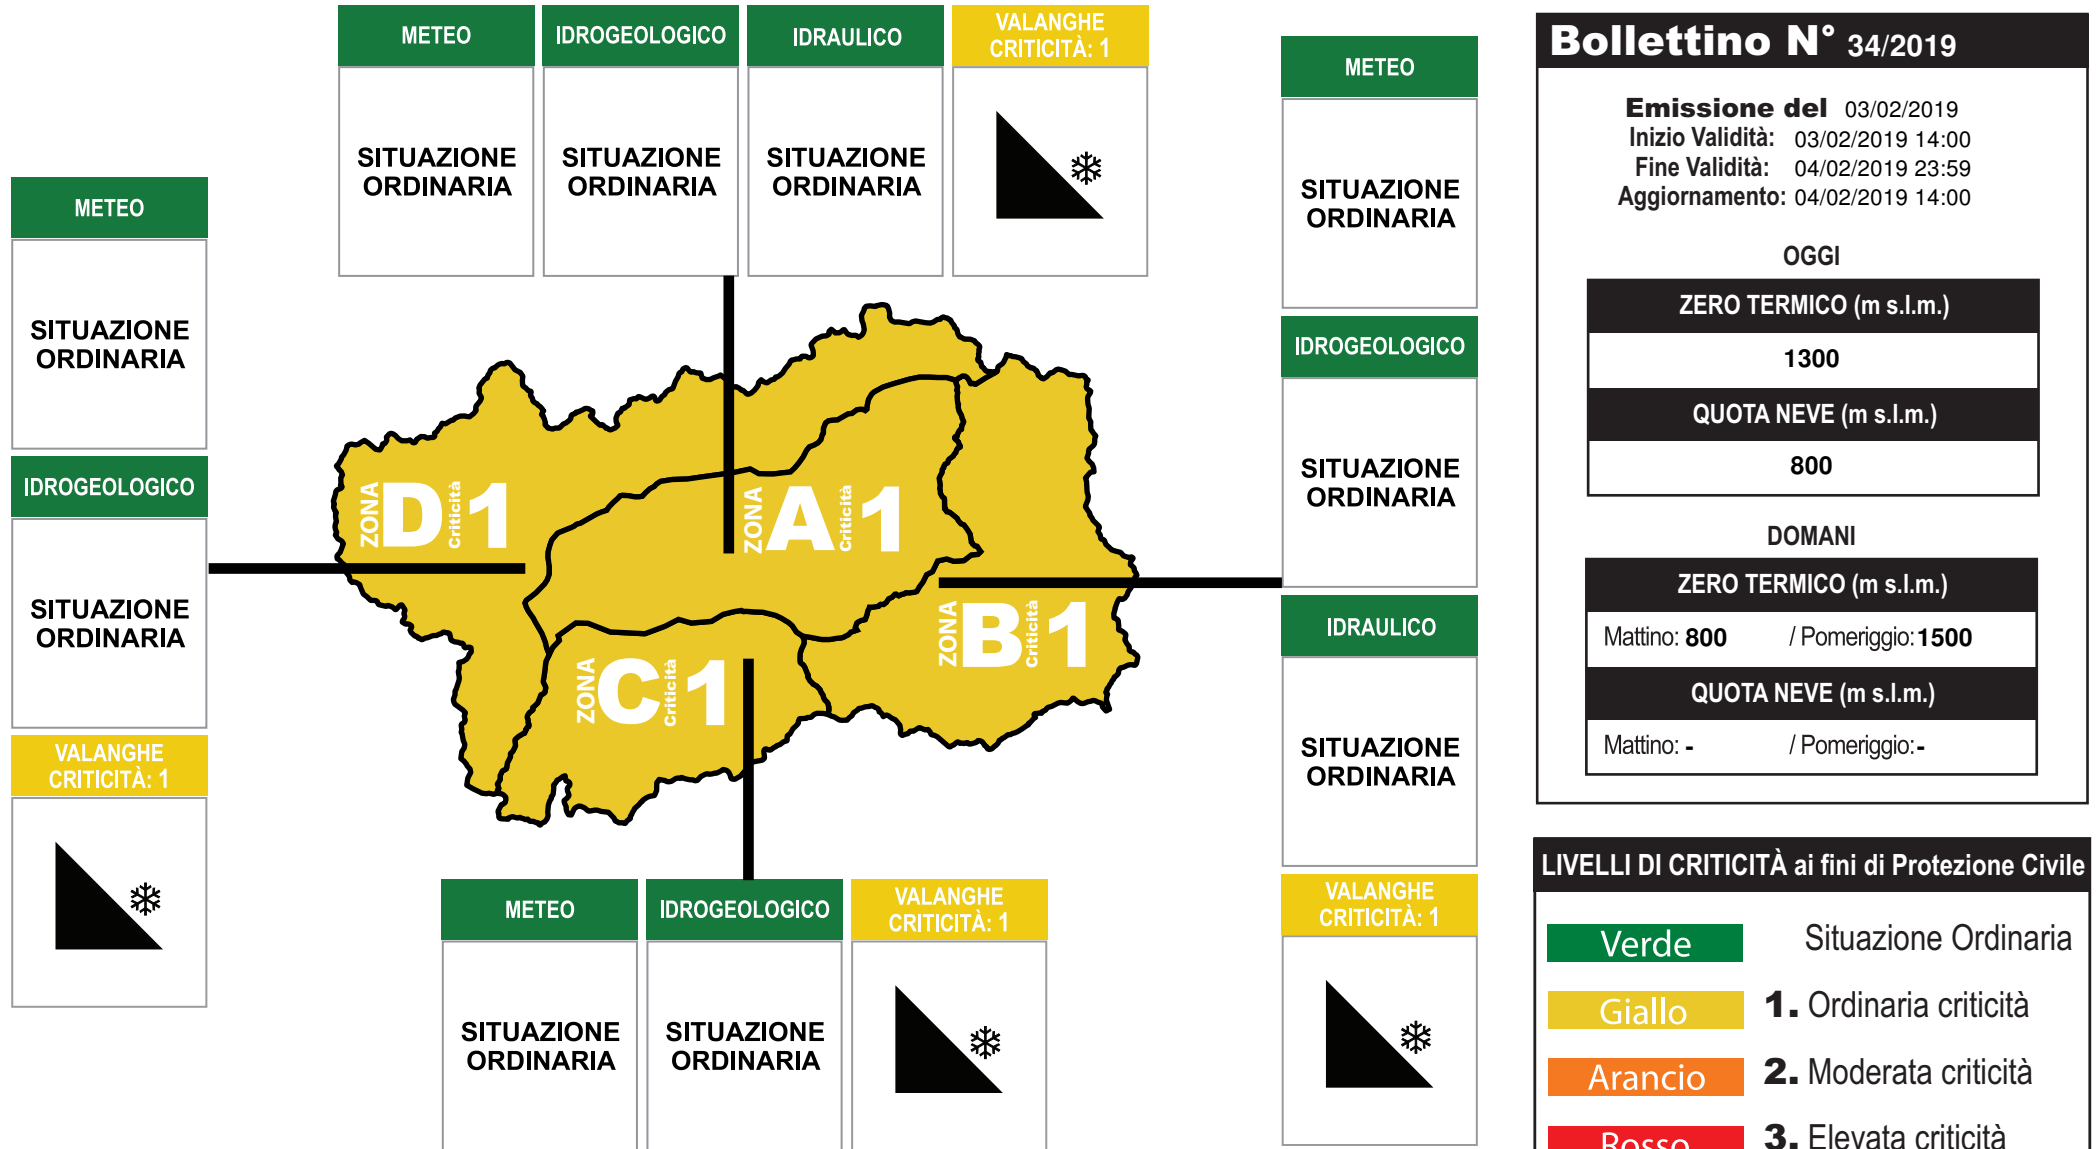 METEO
IDROGEOLOGICO
IDRAULICO
VALANGHE
CRITICITÀ: 1
SITUAZIONE
ORDINARIA
SITUAZIONE
ORDINARIA
SITUAZIONE
ORDINARIA
METEO
SITUAZIONE
ORDINARIA
IDROGEOLOGICO
SITUAZIONE
ORDINARIA
VALANGHE
CRITICITÀ: 1
ZONA D Criticità 1
ZONA A Criticità 1
ZONA B Criticità 1
ZONA C Criticità 1
METEO
IDROGEOLOGICO
VALANGHE
CRITICITÀ: 1
SITUAZIONE
ORDINARIA
SITUAZIONE
ORDINARIA
METEO
SITUAZIONE
ORDINARIA
IDROGEOLOGICO
SITUAZIONE
ORDINARIA
IDRAULICO
SITUAZIONE
ORDINARIA
VALANGHE
CRITICITÀ: 1
Bollettino N° 34/2019
Emissione del 03/02/2019
Inizio Validità: 03/02/2019 14:00
Fine Validità: 04/02/2019 23:59
Aggiornamento: 04/02/2019 14:00
OGGI
ZERO TERMICO (m s.l.m.)
1300
QUOTA NEVE (m s.l.m.)
800
DOMANI
ZERO TERMICO (m s.l.m.)
Mattino: 800 / Pomeriggio: 1500
QUOTA NEVE (m s.l.m.)
Mattino: - / Pomeriggio: -
LIVELLI DI CRITICITÀ ai fini di Protezione Civile
Verde Situazione Ordinaria
Giallo 1. Ordinaria criticità
Arancio 2. Moderata criticità
Rosso 3. Elevata criticità